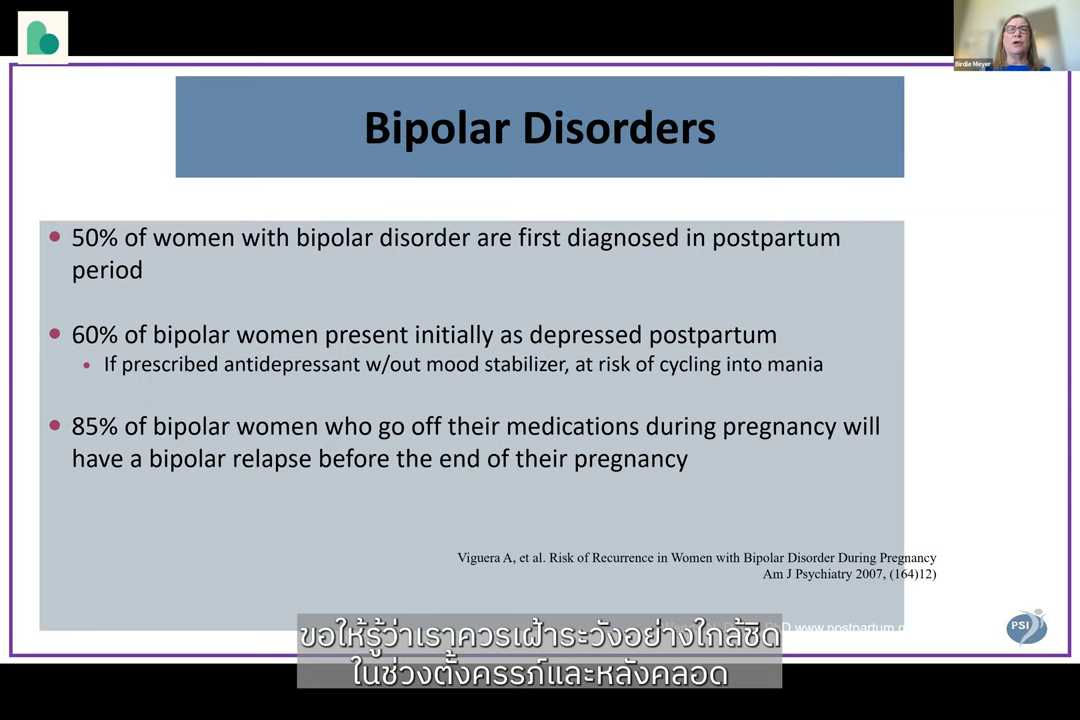 Birdie Meyer
Bipolar Disorders
• 50% of women with bipolar disorder are first diagnosed in postpartum
period
• 60% of bipolar women present initially as depressed postpartum
• If prescribed antidepressant w/out mood stabilizer, at risk of cycling into mania
• 85% of bipolar women who go off their medications during pregnancy will
have a bipolar relapse before the end of their pregnancy
Viguera A, et al. Risk of Recurrence in Women with Bipolar Disorder During Pregnancy
Am J Psychiatry 2007, (164)12)
www.postpartum.n
PSI
ขอให้รู้ว่าเราควรเฝ้าระวังอย่างใกล้ชิด
ในช่วงตั้งครรภ์และหลังคลอด